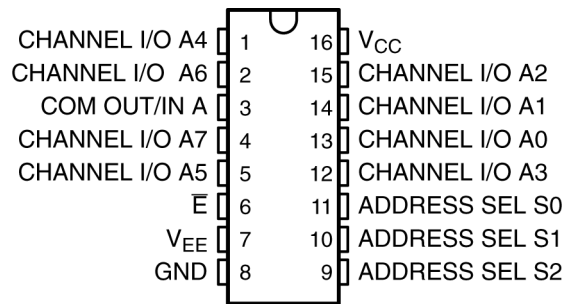 CHANNEL I/O A4 1 16 VCC
CHANNEL I/O A6 2 15 CHANNEL I/O A2
COM OUT/IN A 3 14 CHANNEL I/O A1
CHANNEL I/O A7 4 13 CHANNEL I/O A0
CHANNEL I/O A5 5 12 CHANNEL I/O A3
E̅ 6 11 ADDRESS SEL S0
VEE 7 10 ADDRESS SEL S1
GND 8 9 ADDRESS SEL S2